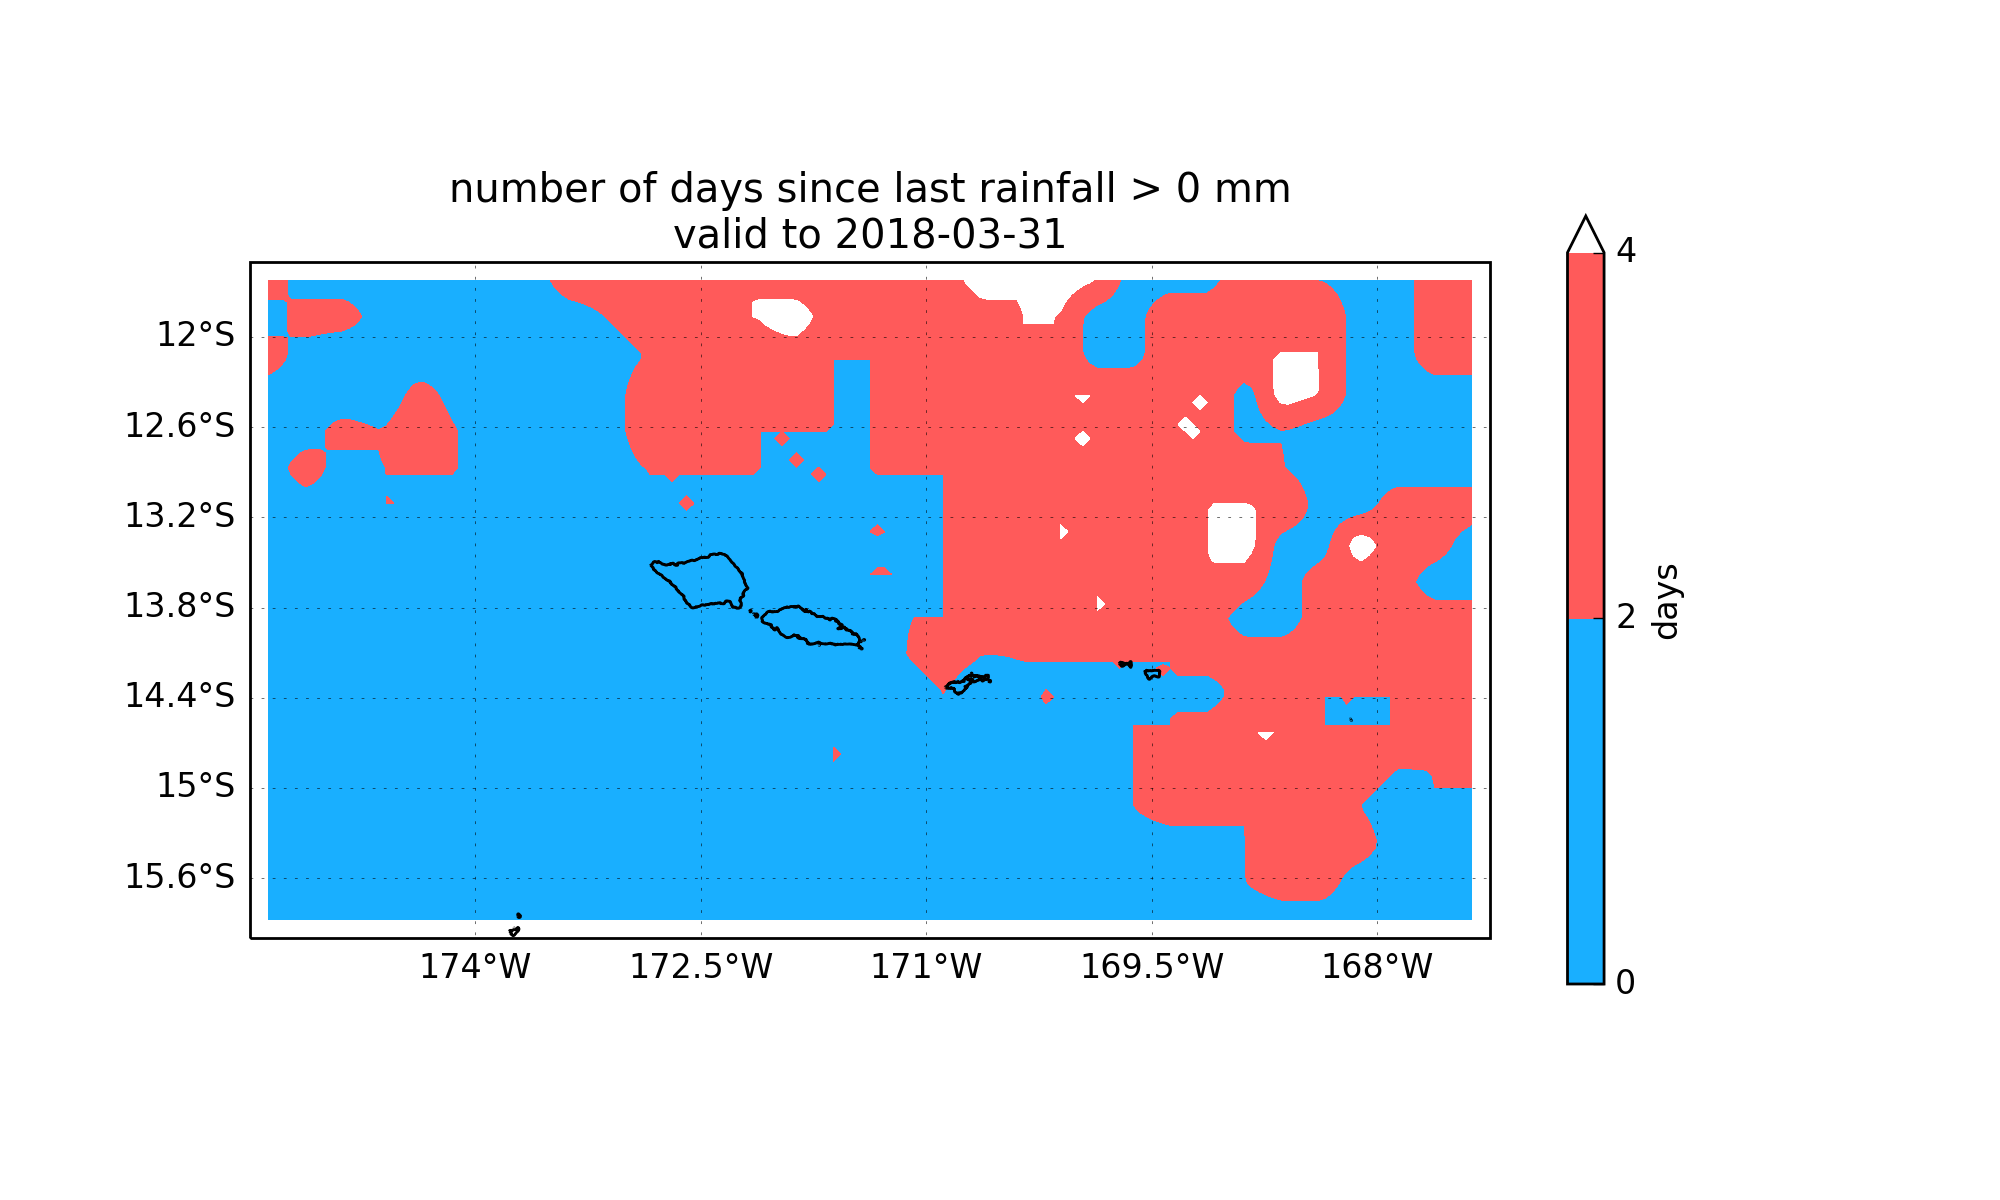 number of days since last rainfall > 0 mm
valid to 2018-03-31
12°S
12.6°S
13.2°S
13.8°S
14.4°S
15°S
15.6°S
174°W
172.5°W
171°W
169.5°W
168°W
4
2
0
days